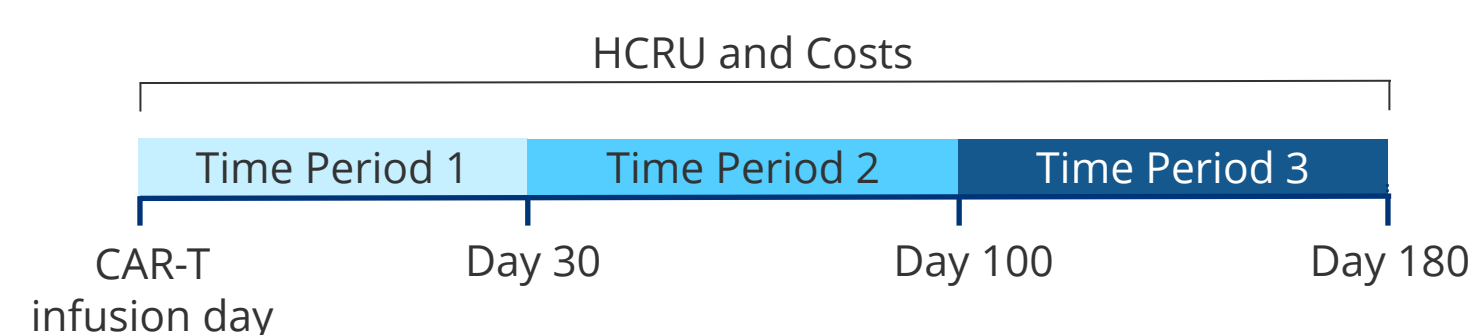 HCRU and Costs
Time Period 1
Time Period 2
Time Period 3
CAR-T
infusion day
Day 30
Day 100
Day 180